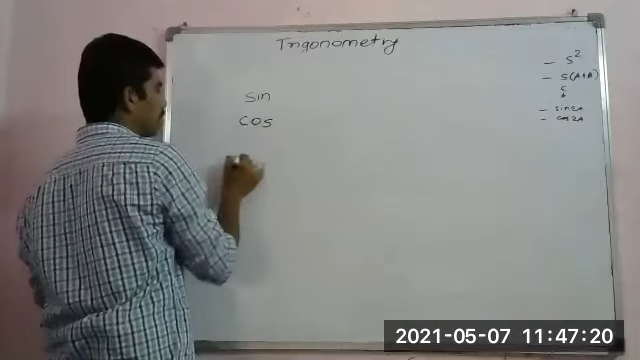 Trigonometry
sin
cos
– S²
– S(A+A)
C
– sin2A
– cos2A
2021-05-07 11:47:20